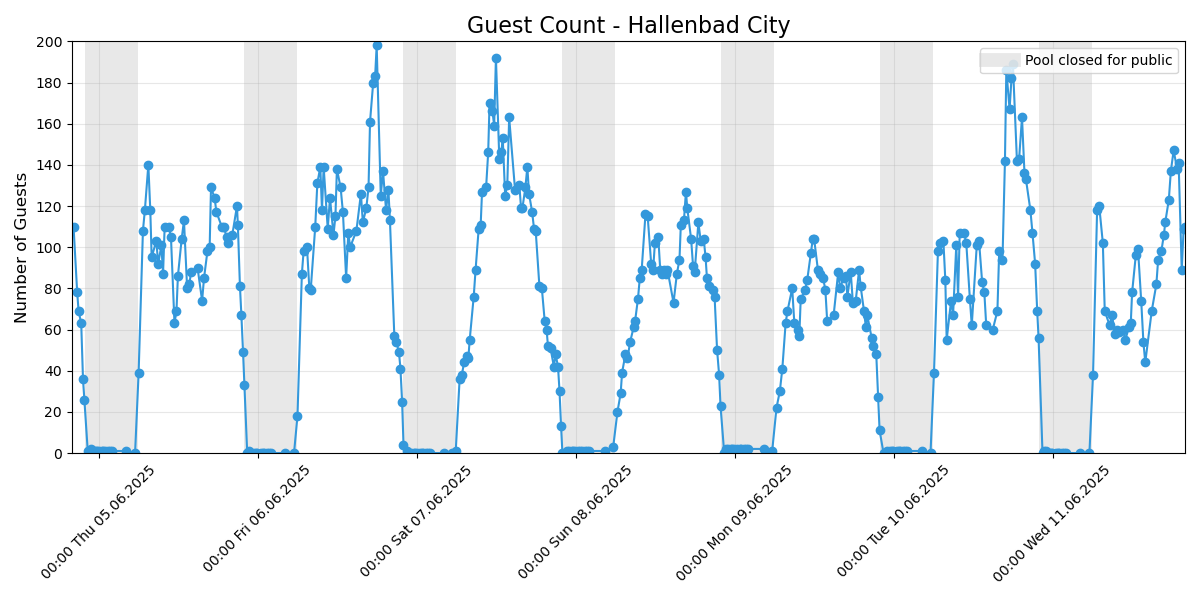 Guest Count - Hallenbad City
Pool closed for public
Number of Guests
200
180
160
140
120
100
80
60
40
20
0
00:00 Thu 05.06.2025
00:00 Fri 06.06.2025
00:00 Sat 07.06.2025
00:00 Sun 08.06.2025
00:00 Mon 09.06.2025
00:00 Tue 10.06.2025
00:00 Wed 11.06.2025